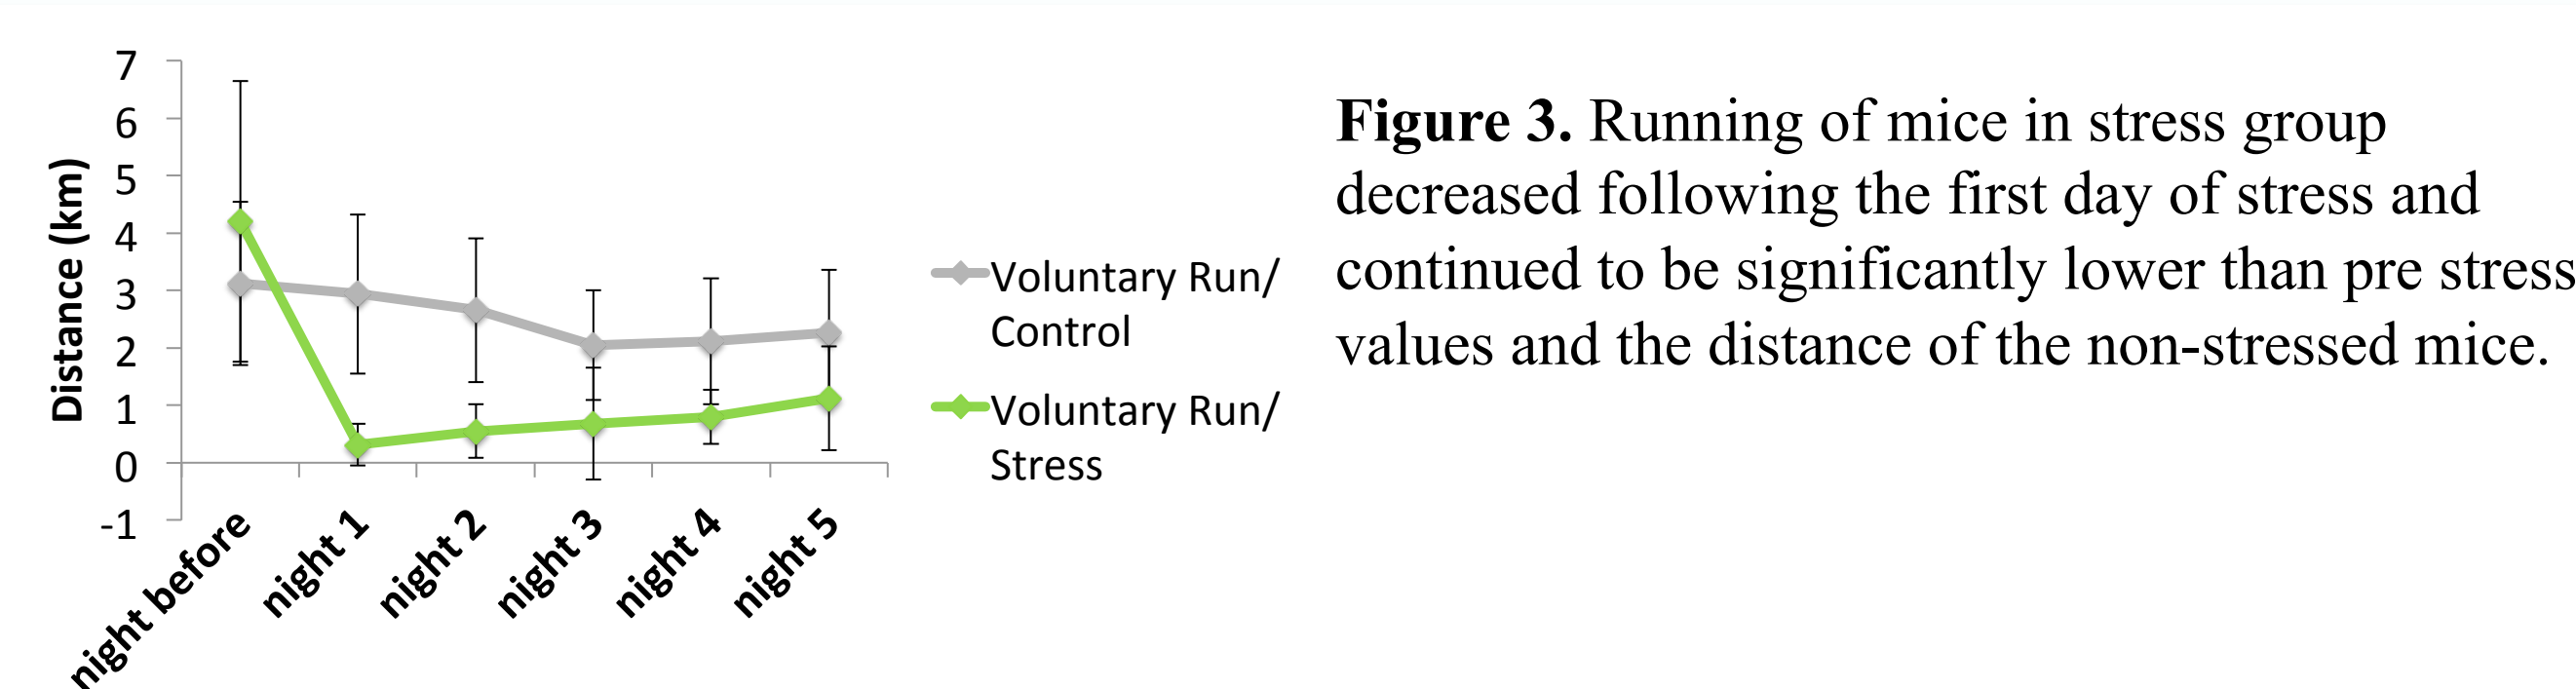 7
6
5
4
3
2
1
0
-1
Distance (km)
night before
night 1
night 2
night 3
night 4
night 5
Voluntary Run/
Control
Voluntary Run/
Stress
Figure 3. Running of mice in stress group
decreased following the first day of stress and
continued to be significantly lower than pre stress
values and the distance of the non-stressed mice.